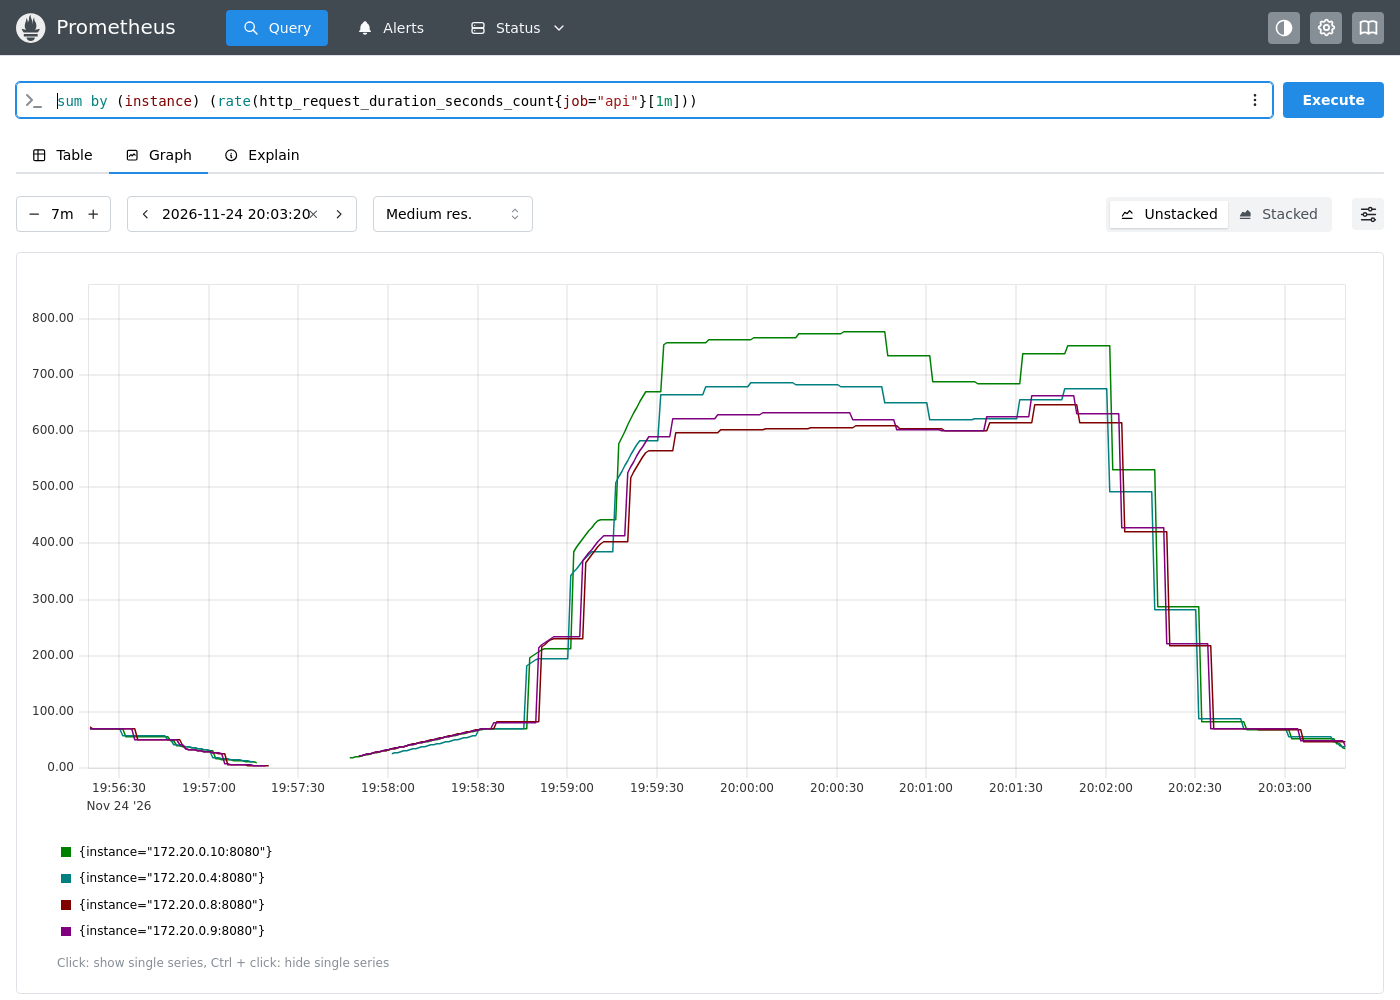 Prometheus
Query
Alerts
Status
sum by (instance) (rate(http_request_duration_seconds_count{job="api"}[1m]))
Execute
Table
Graph
Explain
7m
2026-11-24 20:03:20
Medium res.
Unstacked
Stacked
800.00
700.00
600.00
500.00
400.00
300.00
200.00
100.00
0.00
19:56:30 19:57:00 19:57:30 19:58:00 19:58:30 19:59:00 19:59:30 20:00:00 20:00:30 20:01:00 20:01:30 20:02:00 20:02:30 20:03:00
Nov 24 '26
{instance="172.20.0.10:8080"}
{instance="172.20.0.4:8080"}
{instance="172.20.0.8:8080"}
{instance="172.20.0.9:8080"}
Click: show single series, Ctrl + click: hide single series